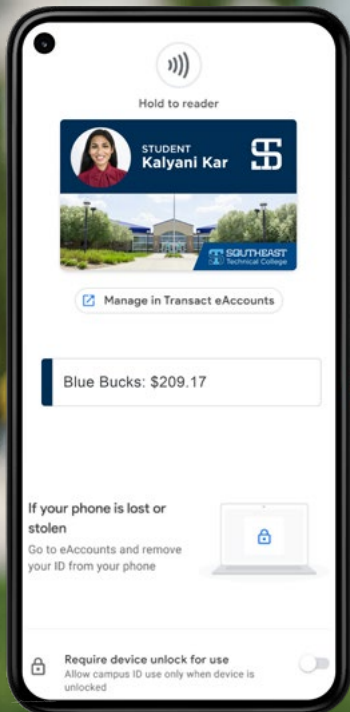 Hold to reader
STUDENT
Kalyani Kar
SOUTHEAST
Technical College
Manage in Transact eAccounts
Blue Bucks: $209.17
If your phone is lost or
stolen
Go to eAccounts and remove
your ID from your phone
Require device unlock for use
Allow campus ID use only when device is
unlocked